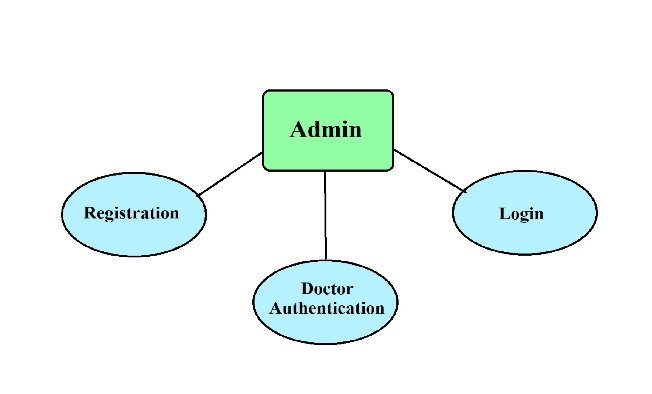 Admin
Registration
Login
Doctor
Authentication